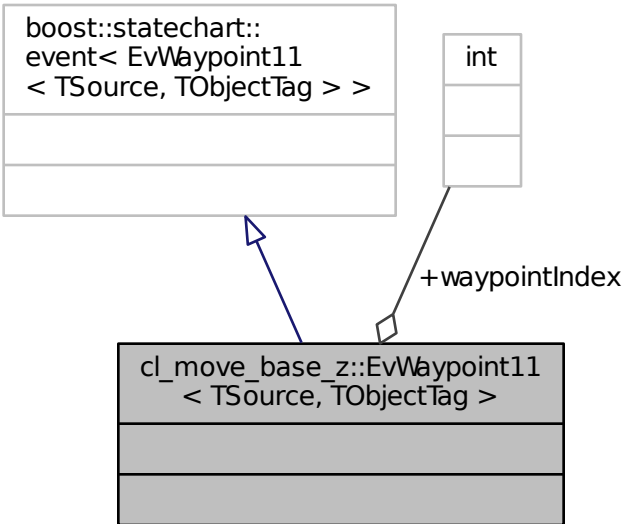 boost::statechart::
event< EvWaypoint11
< TSource, TObjectTag > >
int
+waypointIndex
cl_move_base_z::EvWaypoint11
< TSource, TObjectTag >